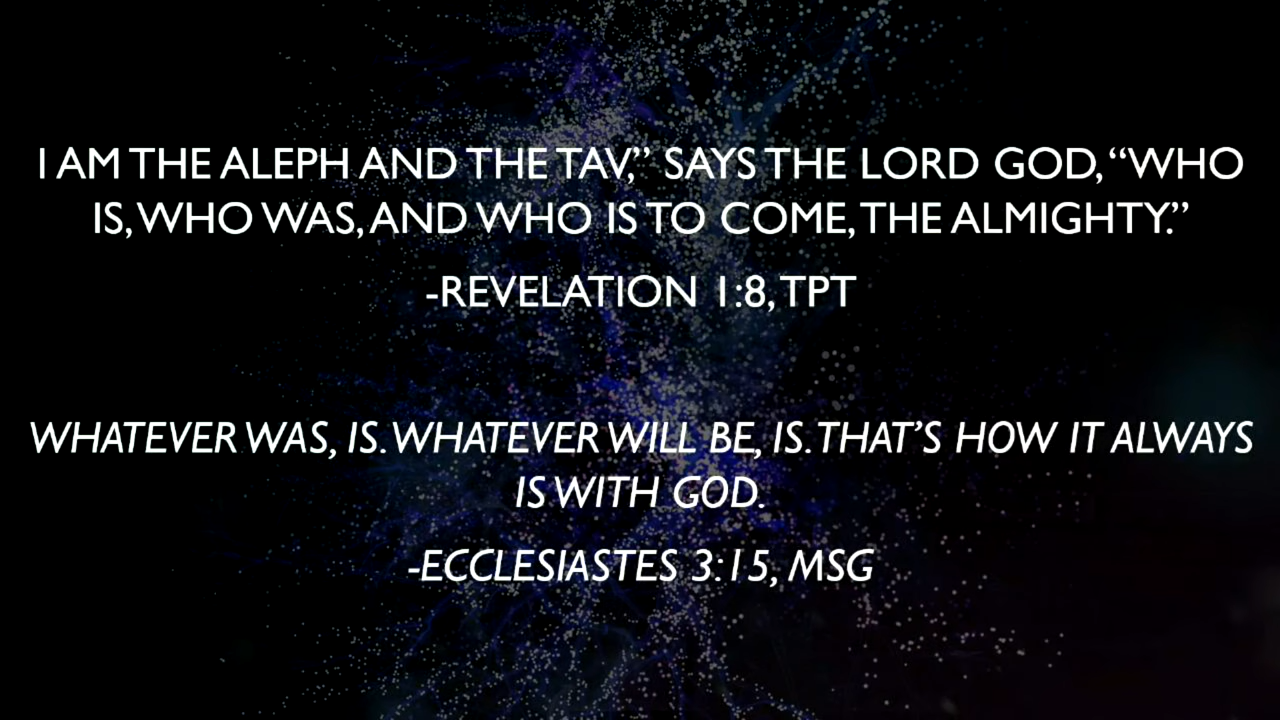 I AM THE ALEPH AND THE TAV,” SAYS THE LORD GOD, “WHO
IS, WHO WAS, AND WHO IS TO COME, THE ALMIGHTY.”
-REVELATION 1:8, TPT
WHATEVER WAS, IS. WHATEVER WILL BE, IS. THAT’S HOW IT ALWAYS
IS WITH GOD.
-ECCLESIASTES 3:15, MSG